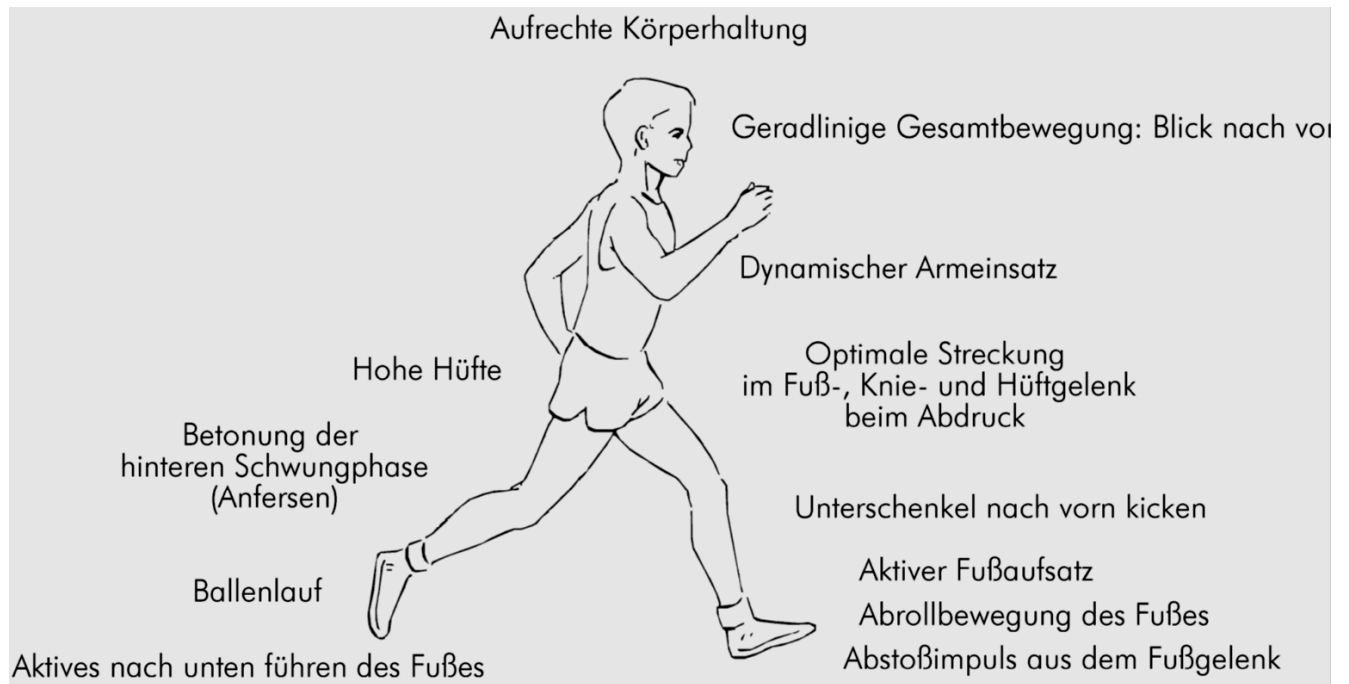 Aufrechte Körperhaltung
Geradlinige Gesamtbewegung: Blick nach
Dynamischer Armeinsatz
Hohe Hüfte
Optimale Streckung
im Fuß-, Knie- und Hüftgelenk
beim Abdruck
Betonung der
hinteren Schwungphase
(Anfersen)
Unterschenkel nach vorn kicken
Aktiver Fußaufsatz
Ballenlauf
Abrollbewegung des Fußes
Abstoßimpuls aus dem Fußgelenk
Aktives nach unten führen des Fußes